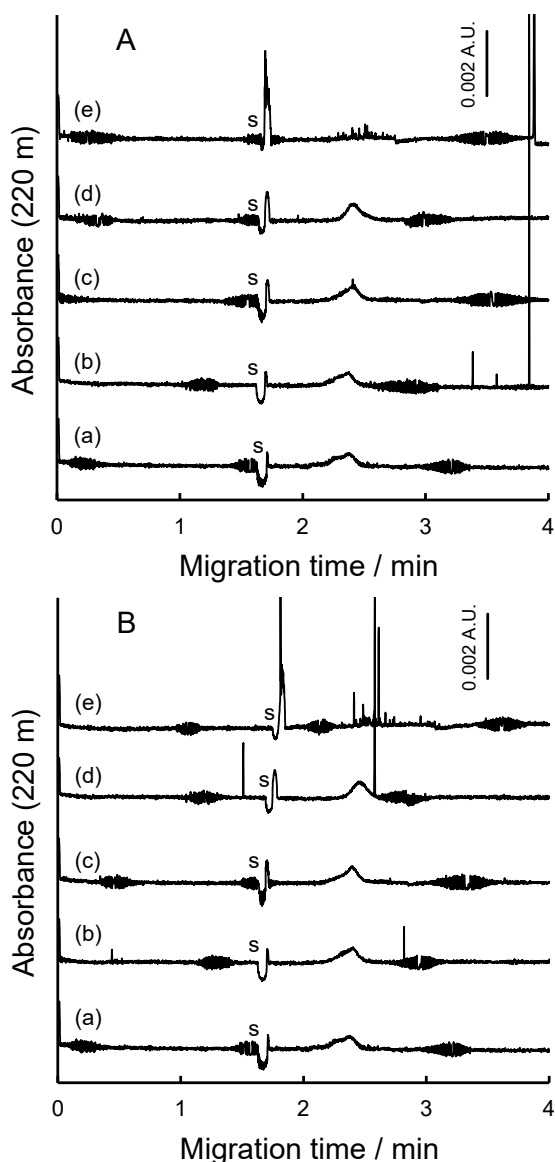 A
0.002 A.U.
(e)
s
(d)
s
(c)
s
(b)
s
(a)
s
Absorbance (220 m)
0 1 2 3 4
Migration time / min
B
0.002 A.U.
(e)
s
(d)
s
(c)
s
(b)
s
(a)
s
Absorbance (220 m)
0 1 2 3 4
Migration time / min